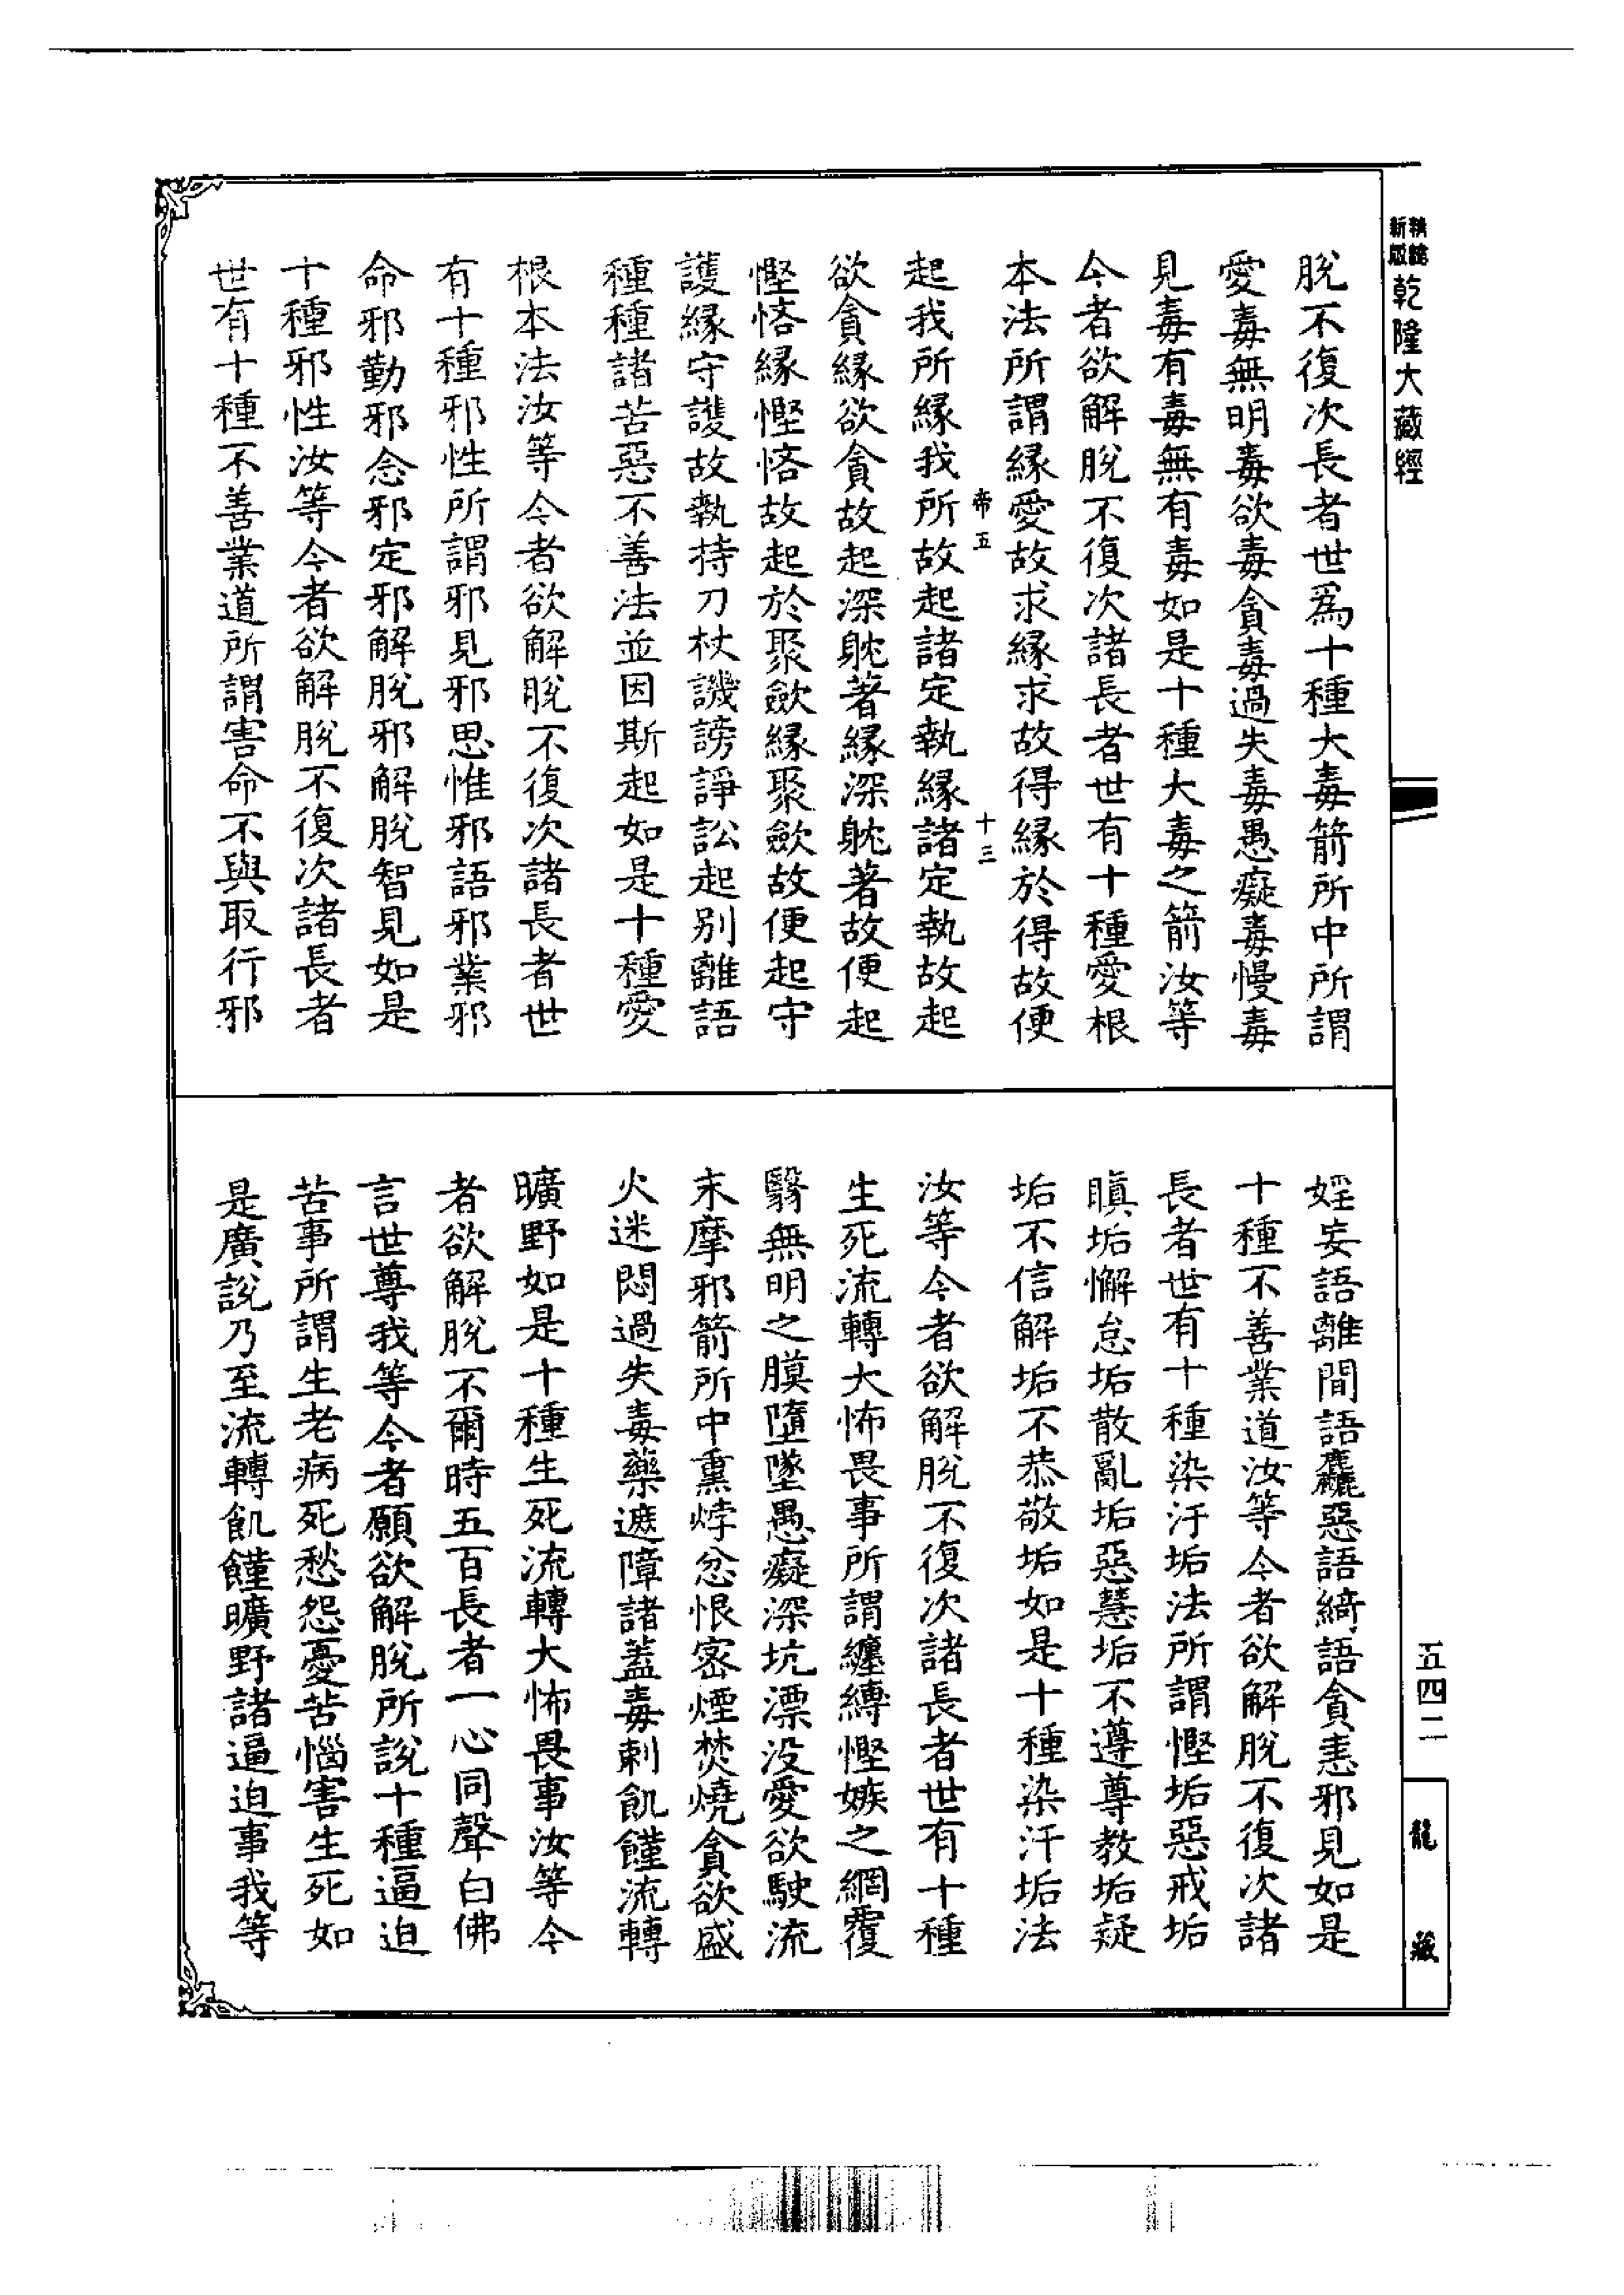 精鐫
新版
乾隆大藏經
脫不復次長者世爲十種大毒箭所中所謂
愛毒無明毒欲毒貪毒過失毒愚癡毒慢毒
見毒有毒無有毒如是十種大毒之箭汝等
今者欲解脫不復次諸長者世有十種愛根
本法所謂緣愛故求緣求故得緣於得故便
帝五
十三
起我所緣我所故起諸定執緣諸定執故起
欲貪緣欲貪故起深躭著緣深躭著故便起
慳悋緣慳悋故起於聚歛緣聚歛故便起守
護緣守護故執持刀杖譏謗諍訟起別離語
種種諸苦惡不善法並因斯起如是十種愛
根本法汝等今者欲解脫不復次諸長者世
有十種邪性所謂邪見邪思惟邪語邪業邪
命邪勤邪念邪定邪解脫邪解脫智見如是
十種邪性汝等今者欲解脫不復次諸長者
世有十種不善業道所謂害命不與取行邪
婬妄語離間語麤惡語綺語貪恚邪見如是
十種不善業道汝等今者欲解脫不復次諸
長者世有十種染汙垢法所謂慳垢惡戒垢
瞋垢懈怠垢散亂垢惡慧垢不遵尊教垢疑
垢不信解垢不恭敬垢如是十種染汙垢法
汝等今者欲解脫不復次諸長者世有十種
生死流轉大怖畏事所謂纏縛慳嫉之網覆
翳無明之膜墮墜愚癡深坑漂沒愛欲駛流
末摩邪箭所中熏㶿忿恨密煙焚燒貪欲盛
火迷悶過失毒藥遮障諸蓋毒刺飢饉流轉
曠野如是十種生死流轉大怖畏事汝等今
者欲解脫不爾時五百長者一心同聲白佛
言世尊我等今者願欲解脫所說十種逼迫
苦事所謂生老病死愁怨憂苦惱害生死如
是廣說乃至流轉飢饉曠野諸逼迫事我等
五四二
龍藏